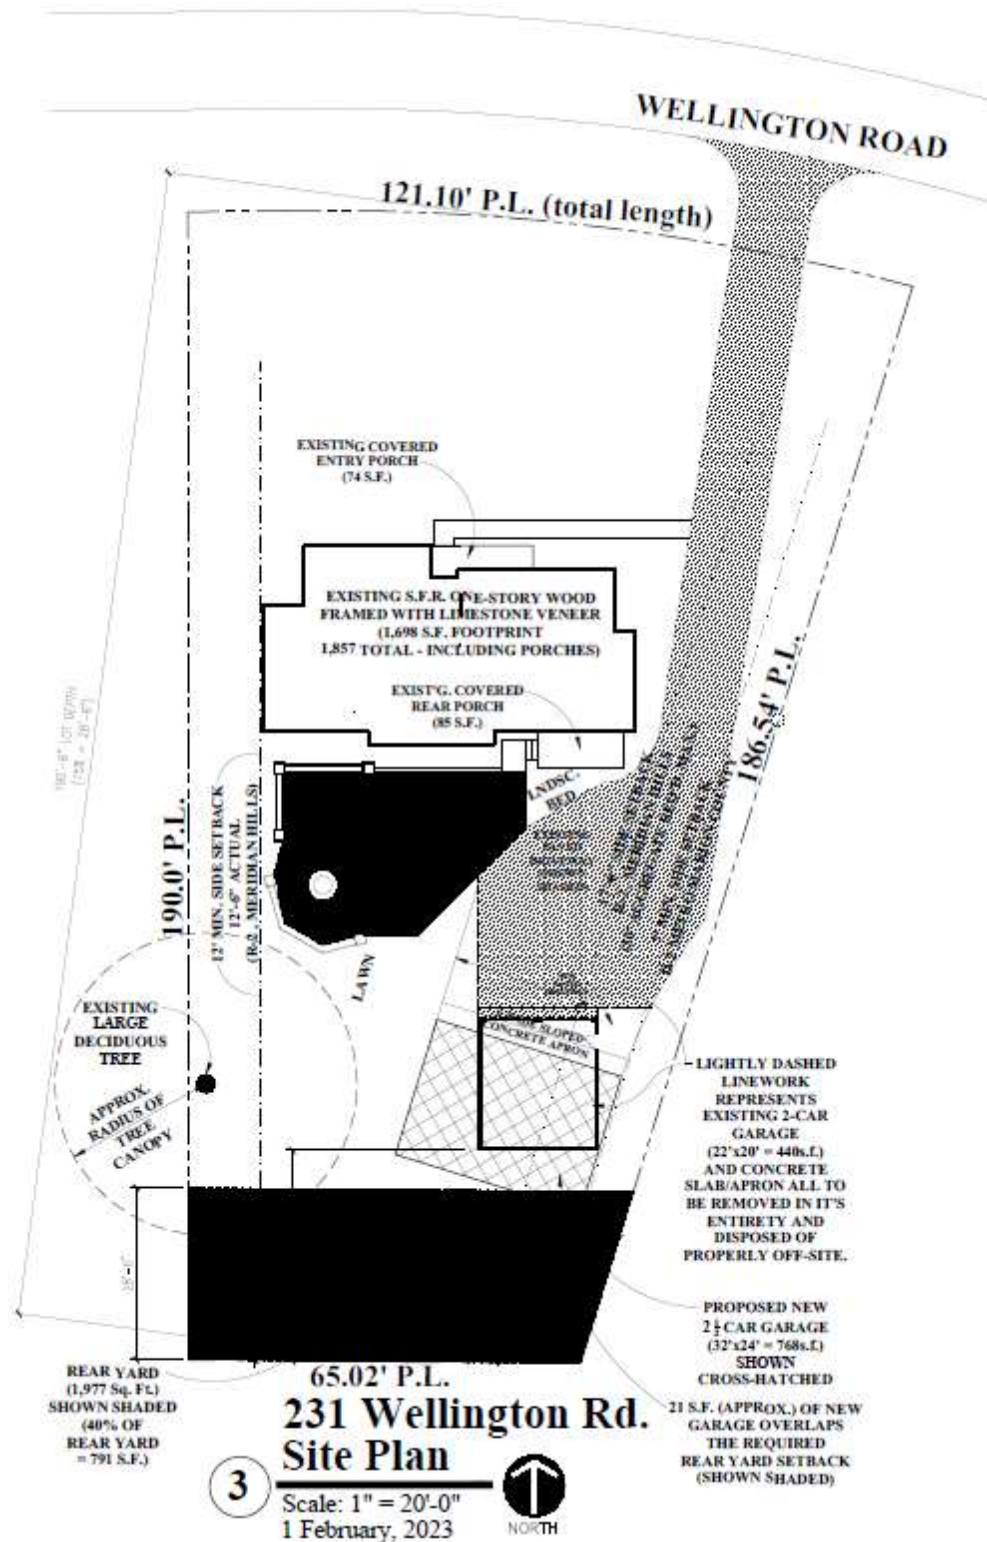 WELLINGTON ROAD
121.10' P.L. (total length)
EXISTING COVERED
ENTRY PORCH
(74 S.F.)
EXISTING S.F.R. ONE-STORY WOOD
FRAMED WITH LIMESTONE VENEER
(1,698 S.F. FOOTPRINT
1,857 TOTAL - INCLUDING PORCHES)
EXIST'G. COVERED
REAR PORCH
(85 S.F.)
186.54' P.L.
190.0' P.L.
12' MIN. SIDE SETBACK
12'-6" ACTUAL
(R-2, MERIDIAN HILLS)
LNDSC.
BED
LAWN
SLOPED
CONCRETE APRON
EXISTING
LARGE
DECIDUOUS
TREE
APPROX.
RADIUS OF
TREE
CANOPY
LIGHTLY DASHED
LINEWORK
REPRESENTS
EXISTING 2-CAR
GARAGE
(22'x20' = 440s.f.)
AND CONCRETE
SLAB/APRON ALL TO
BE REMOVED IN IT'S
ENTIRETY AND
DISPOSED OF
PROPERLY OFF-SITE.
PROPOSED NEW
2 1/2 CAR GARAGE
(32'x24' = 768s.f.)
SHOWN
CROSS-HATCHED
21 S.F. (APPROX.) OF NEW
GARAGE OVERLAPS
THE REQUIRED
REAR YARD SETBACK
(SHOWN SHADED)
REAR YARD
(1,977 Sq. Ft.)
SHOWN SHADED
(40% OF
REAR YARD
= 791 S.F.)
65.02' P.L.
231 Wellington Rd.
Site Plan
3
Scale: 1" = 20'-0"
1 February, 2023
NORTH